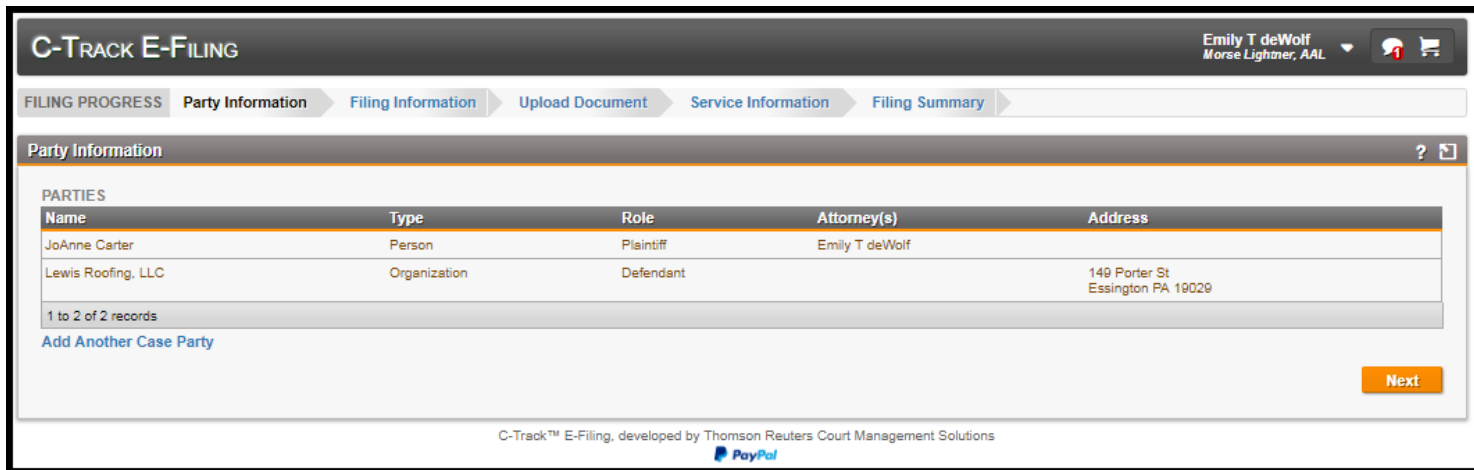 C-TRACK E-FILING
Emily T deWolf
Morse Lightner, AAL
1
FILING PROGRESS Party Information Filing Information Upload Document Service Information Filing Summary
Party Information ?
PARTIES
Name Type Role Attorney(s) Address
JoAnne Carter Person Plaintiff Emily T deWolf
Lewis Roofing, LLC Organization Defendant 149 Porter St
Essington PA 19029
1 to 2 of 2 records
Add Another Case Party
Next
C-Track™ E-Filing, developed by Thomson Reuters Court Management Solutions
PayPal